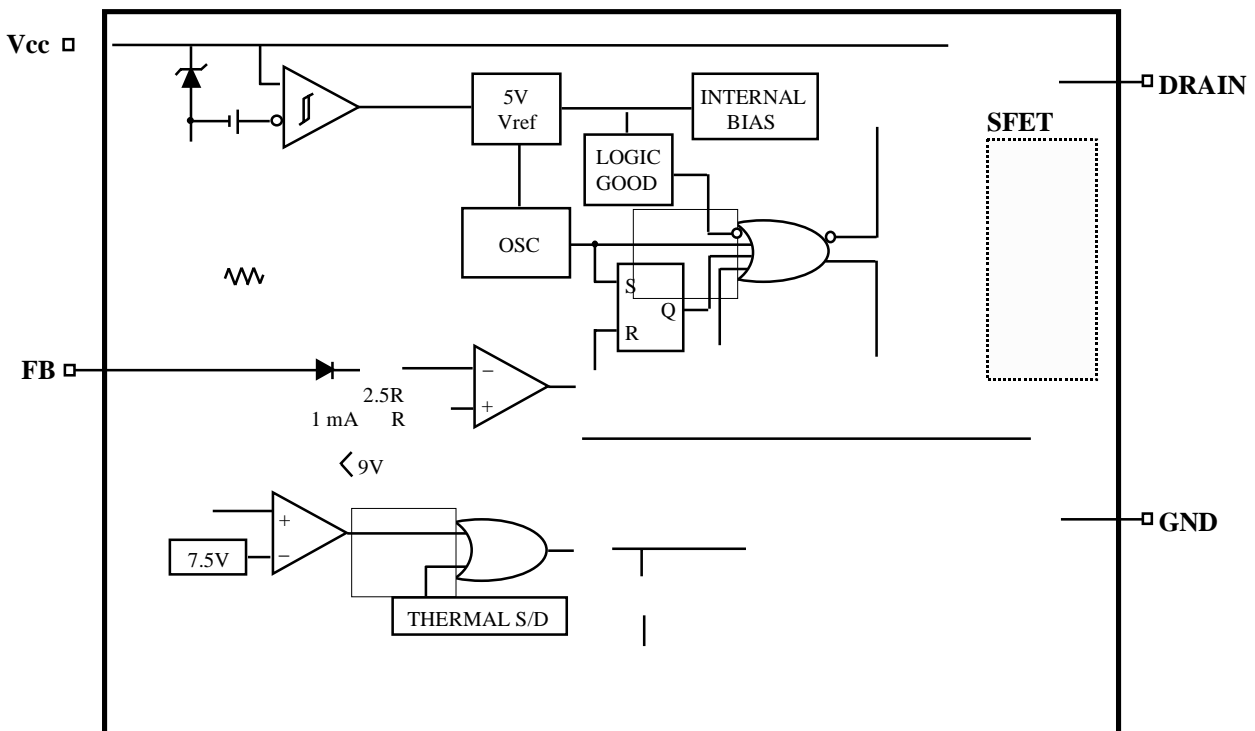 Vcc
DRAIN
5V
Vref
INTERNAL
BIAS
SFET
LOGIC
GOOD
OSC
S
Q
R
FB
−
+
2.5R
1 mA R
9V
+
−
7.5V
GND
THERMAL S/D